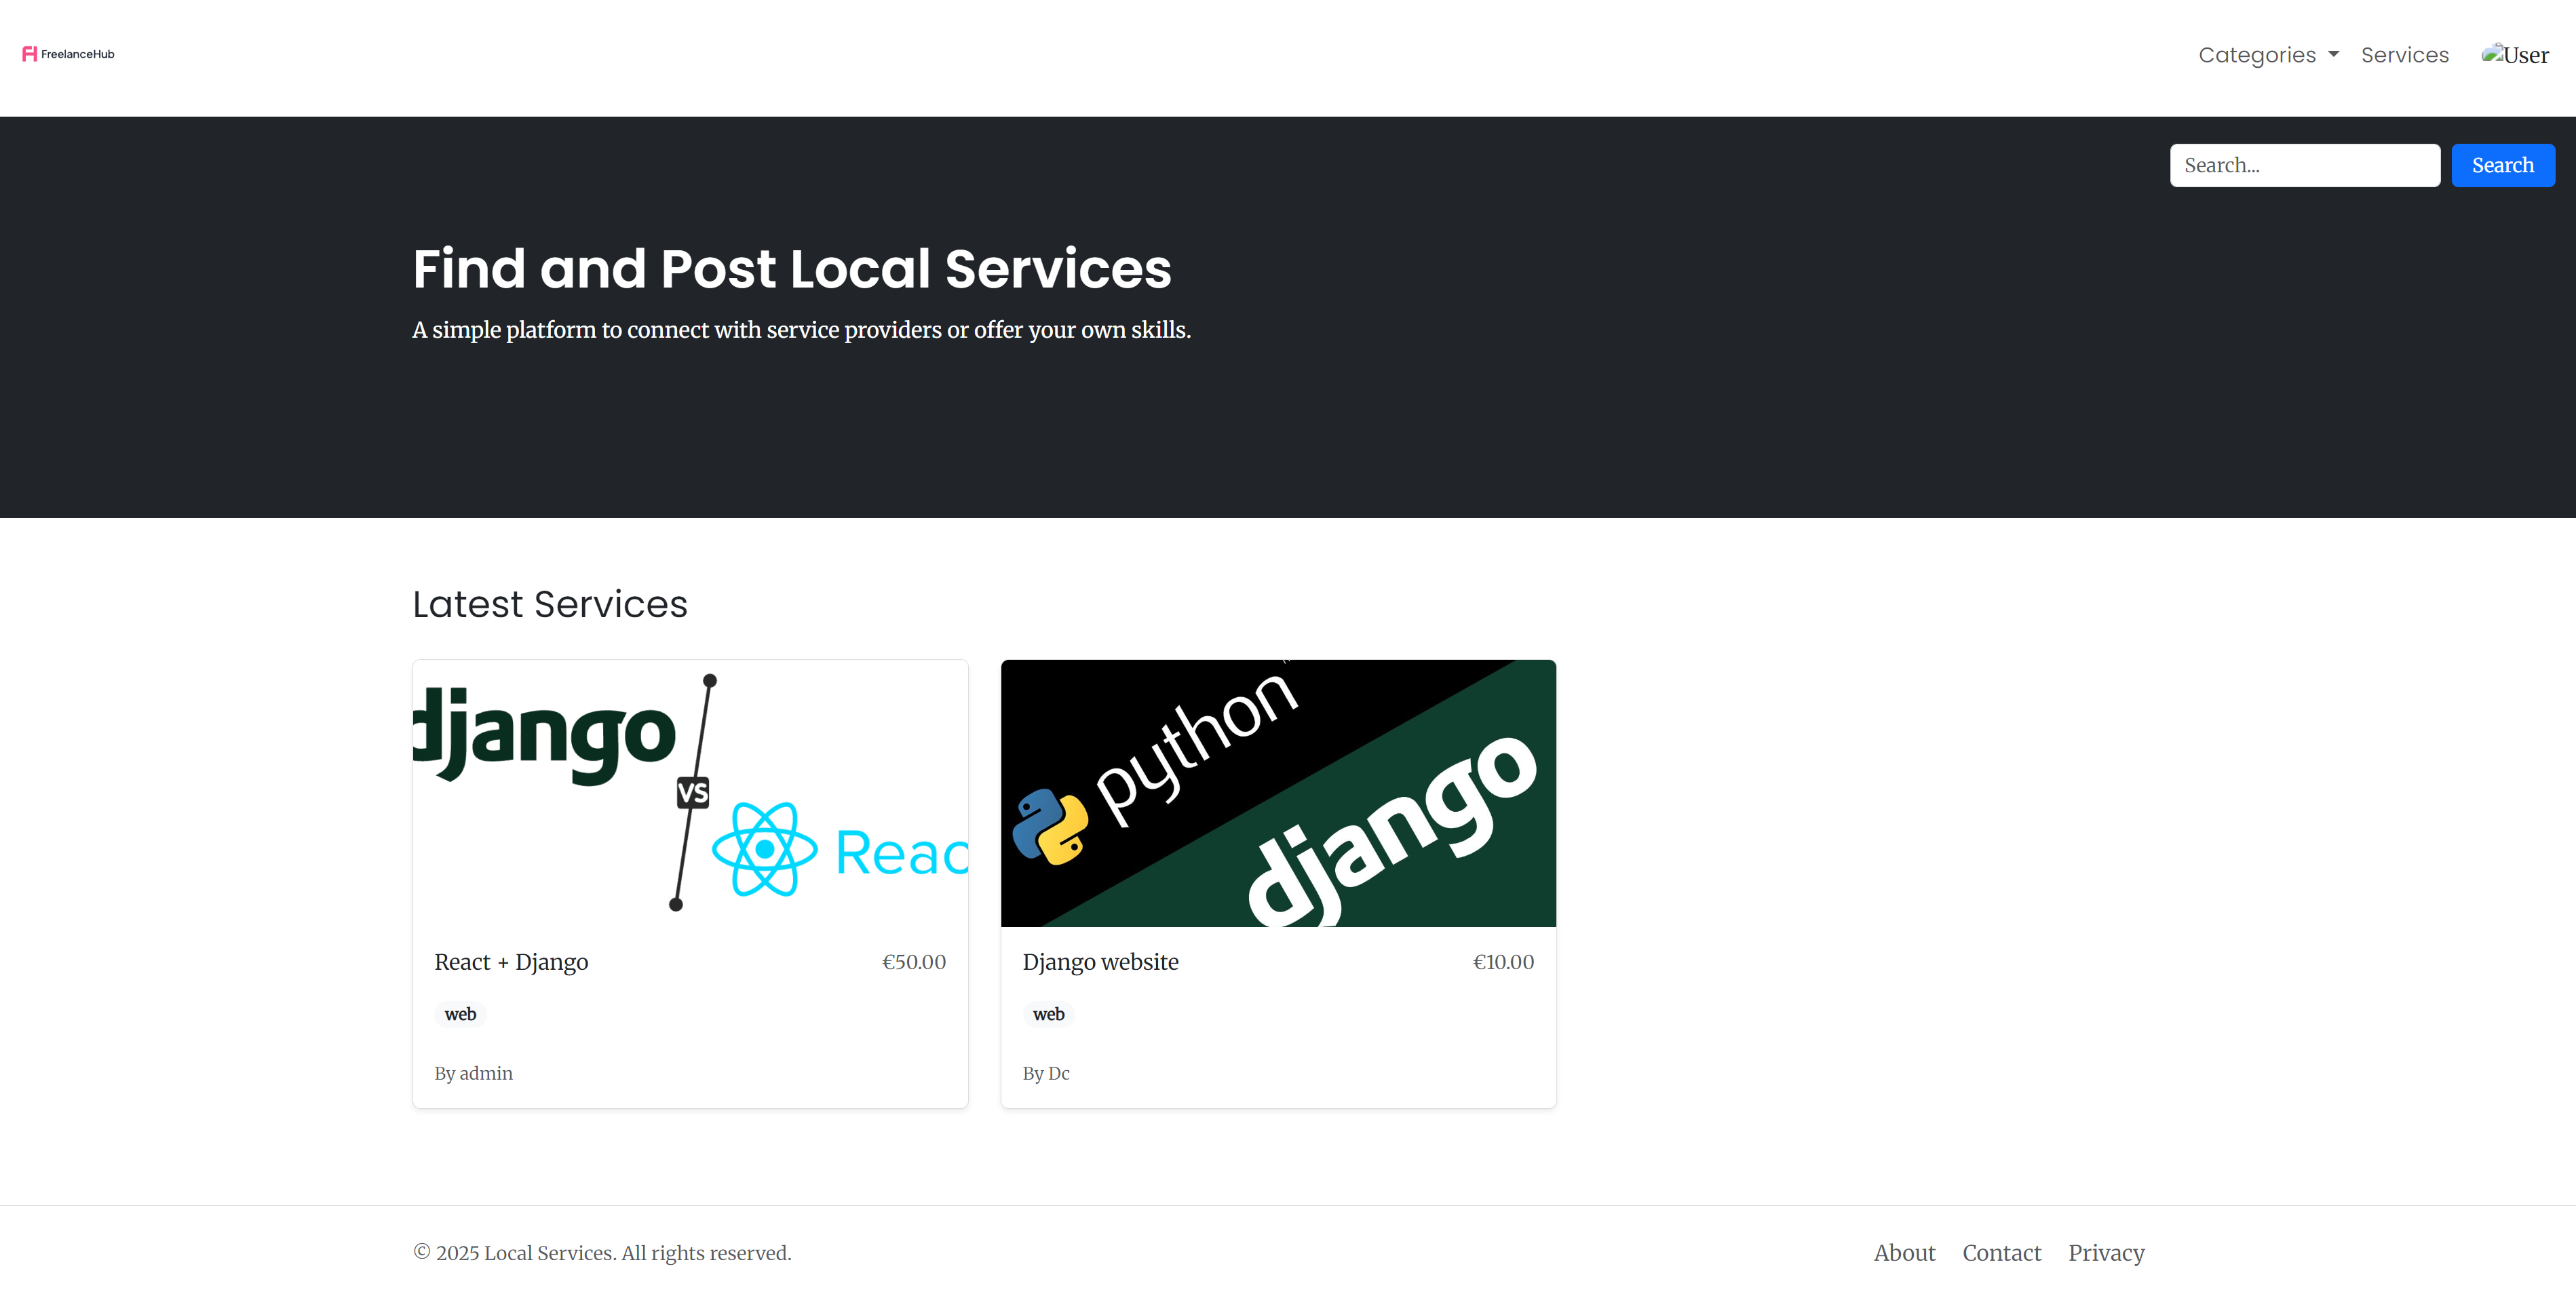 FreelanceHub
Categories Services User
Search... Search
Find and Post Local Services
A simple platform to connect with service providers or offer your own skills.
Latest Services
django
VS
Reac
python
django
React + Django €50.00
web
By admin
Django website €10.00
web
By Dc
© 2025 Local Services. All rights reserved.
About Contact Privacy